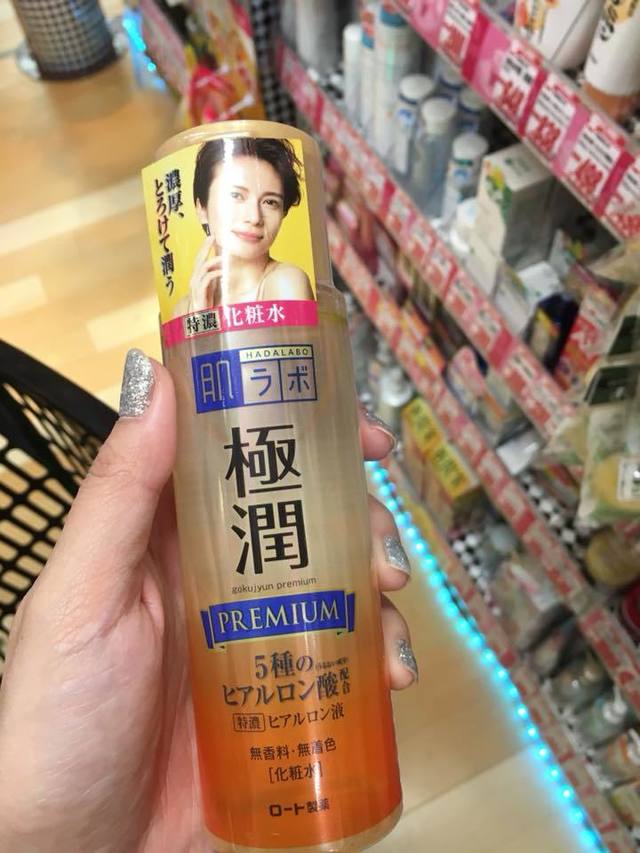 濃厚、
とろけて潤う
特濃 化粧水
HADALABO
肌ラボ
極潤
gokujyun premium
PREMIUM
5種の
ヒアルロン酸配合
特濃 ヒアルロン液
無香料・無着色
[化粧水]
ロート製薬